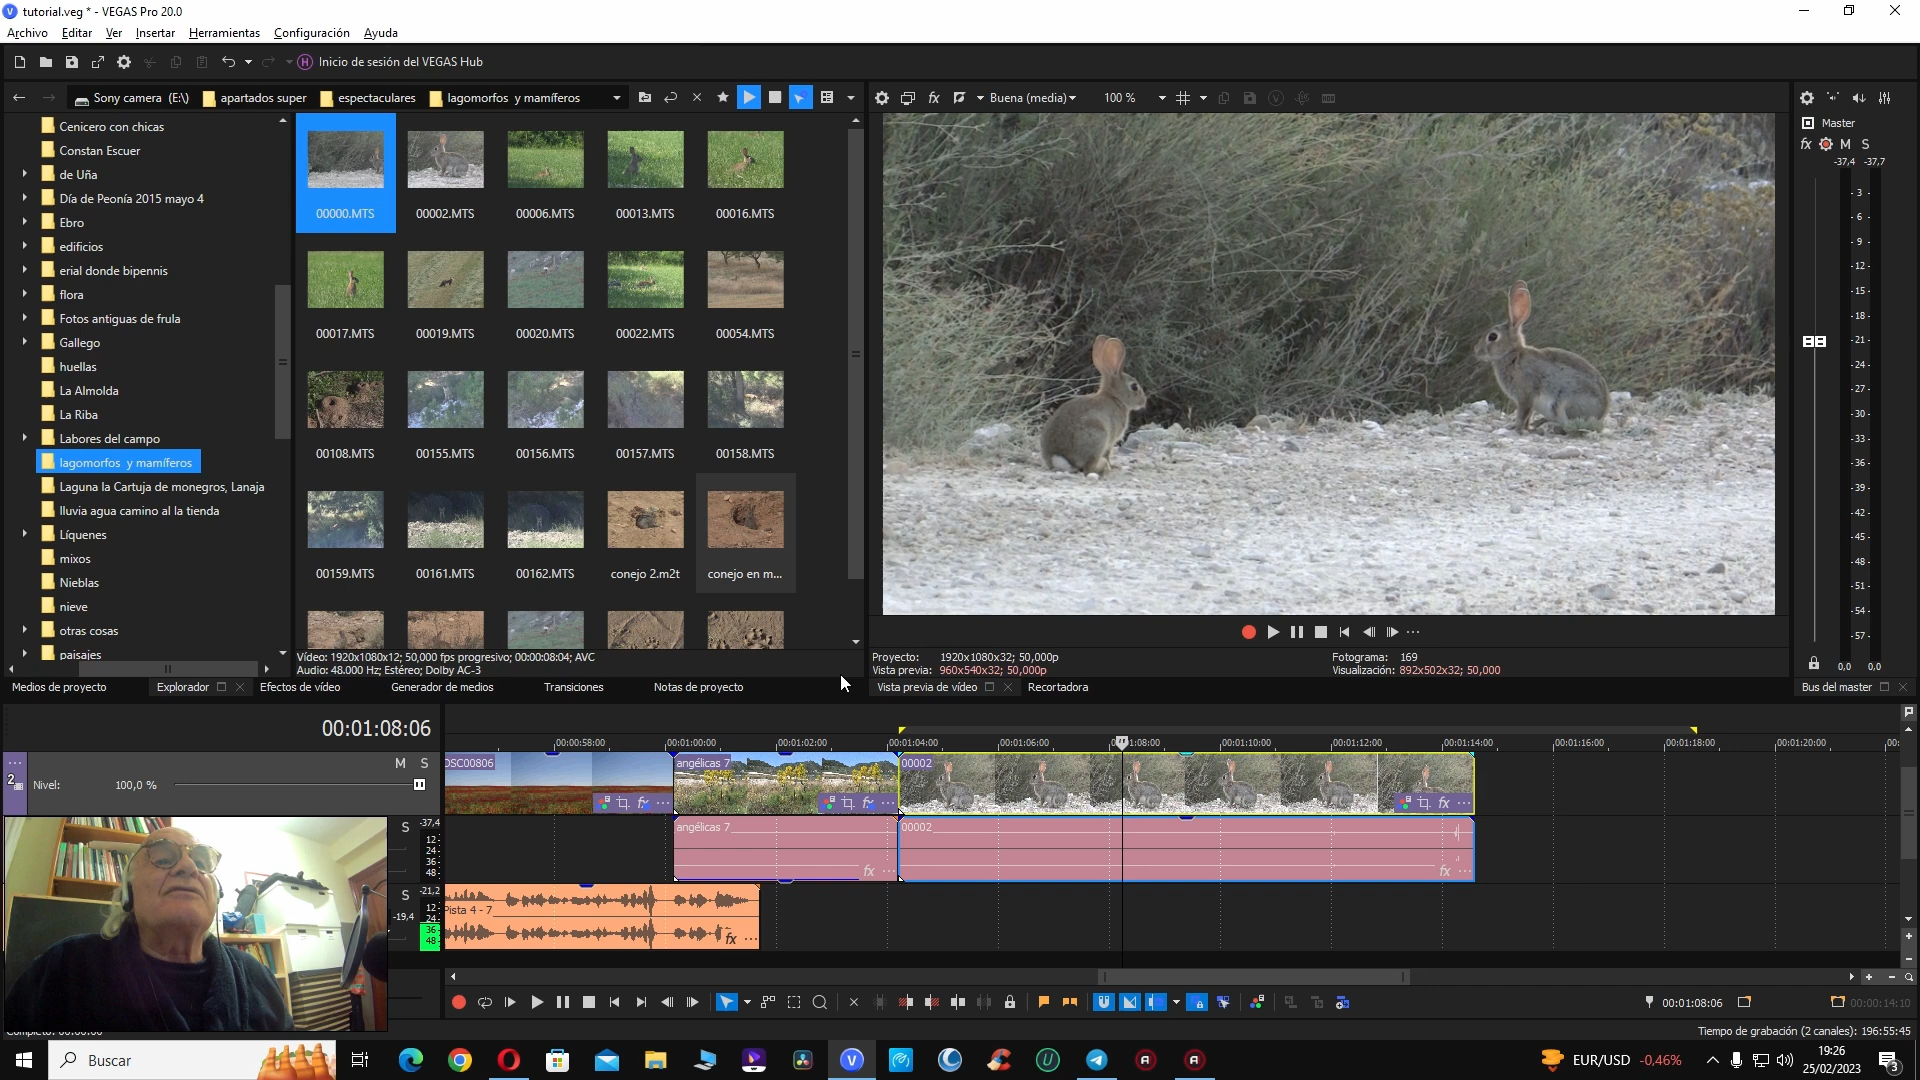 tutorial.veg * - VEGAS Pro 20.0
Archivo Editar Ver Insertar Herramientas Configuración Ayuda
Inicio de sesión del VEGAS Hub
Sony camera (E:\) apartados super espectaculares lagomorfos y mamíferos
Cenicero con chicas
Constan Escuer
de Uña
Día de Peonía 2015 mayo 4
Ebro
edificios
erial donde bipennis
flora
Fotos antiguas de frula
Gallego
huellas
La Almolda
La Riba
Labores del campo
lagomorfos y mamíferos
Laguna la Cartuja de monegros, Lanaja
lluvia agua camino al la tienda
Líquenes
mixos
Nieblas
nieve
otras cosas
paisajes
00000.MTS 00002.MTS 00006.MTS 00013.MTS 00016.MTS
00017.MTS 00019.MTS 00020.MTS 00022.MTS 00054.MTS
00108.MTS 00155.MTS 00156.MTS 00157.MTS 00158.MTS
00159.MTS 00161.MTS 00162.MTS conejo 2.m2t conejo en m...
Vídeo: 1920x1080x12; 50,000 fps progresivo; 00:00:08:04; AVC
Audio: 48.000 Hz; Estéreo; Dolby AC-3
Medios de proyecto Explorador Efectos de vídeo Generador de medios Transiciones Notas de proyecto
fx Buena (media) 100 %
Proyecto: 1920x1080x32; 50,000p
Vista previa: 960x540x32; 50,000p
Fotograma: 169
Visualización: 892x502x32; 50,000
Vista previa de vídeo Recortadora
Master
fx M S
-37,4 -37,7
- 3 -
- 6 -
- 9 -
-12-
-15-
-18-
-21-
-24-
-27-
-30-
-33-
-36-
-39-
-42-
-45-
-48-
-51-
-54-
-57-
0,0 0,0
Bus del master
00:01:08:06
00:00:58:00 00:01:00:00 00:01:02:00 00:01:04:00 00:01:06:00 00:01:08:00 00:01:10:00 00:01:12:00 00:01:14:00 00:01:16:00 00:01:18:00 00:01:20:00
2 M S
Nivel: 100,0 %
DSC00806 angélicas 7 00002
fx fx fx
S -37,4
12-
24-
36-
48-
angélicas 7 00002
fx fx
S -21,2
-19,4
12-
24-
36-
48-
Pista 4 - 7
fx
00:01:08:06 00:00:14:10
Tiempo de grabación (2 canales): 196:55:45
Buscar
EUR/USD -0,46%
19:26
25/02/2023
3